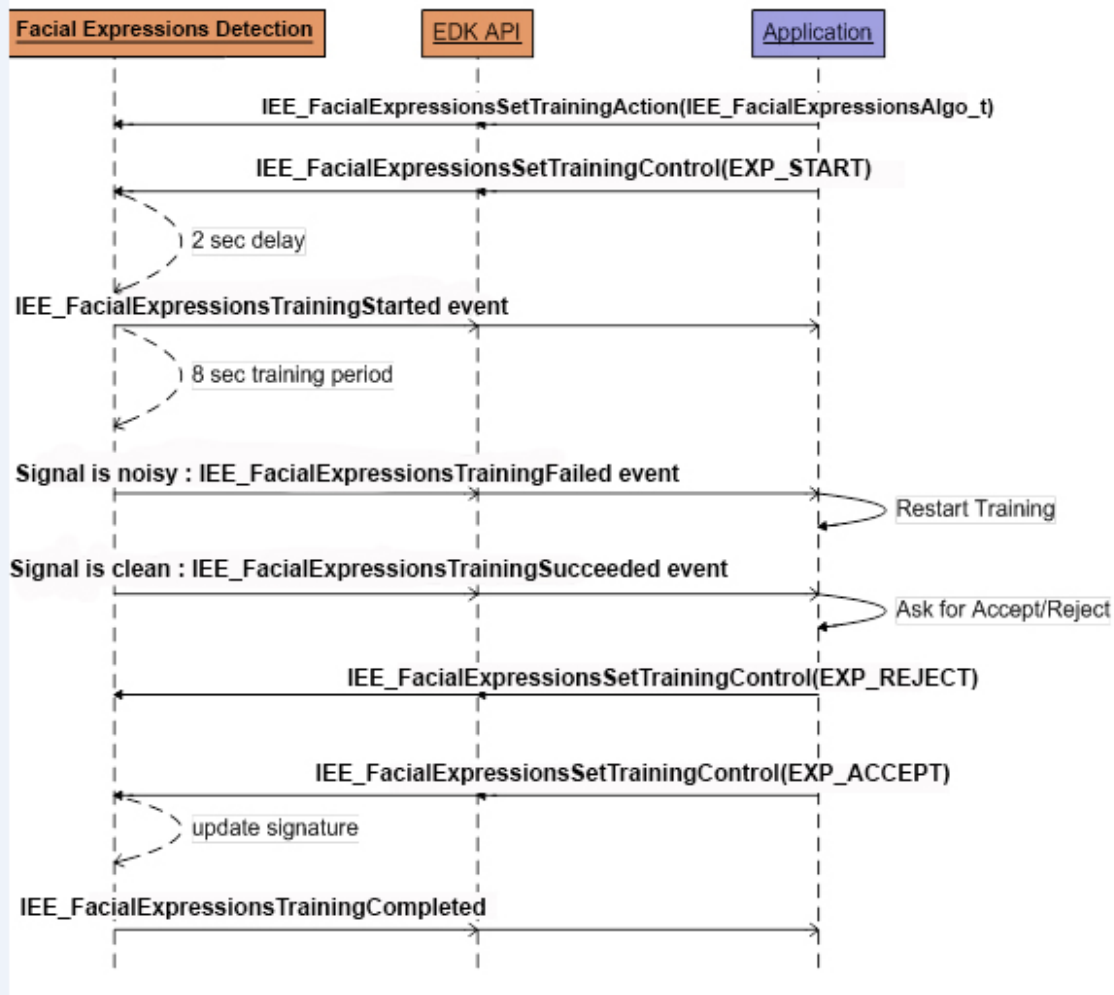 Facial Expressions Detection
EDK API
Application
IEE_FacialExpressionsSetTrainingAction(IEE_FacialExpressionsAlgo_t)
IEE_FacialExpressionsSetTrainingControl(EXP_START)
2 sec delay
IEE_FacialExpressionsTrainingStarted event
8 sec training period
Signal is noisy : IEE_FacialExpressionsTrainingFailed event
Restart Training
Signal is clean : IEE_FacialExpressionsTrainingSucceeded event
Ask for Accept/Reject
IEE_FacialExpressionsSetTrainingControl(EXP_REJECT)
IEE_FacialExpressionsSetTrainingControl(EXP_ACCEPT)
update signature
IEE_FacialExpressionsTrainingCompleted